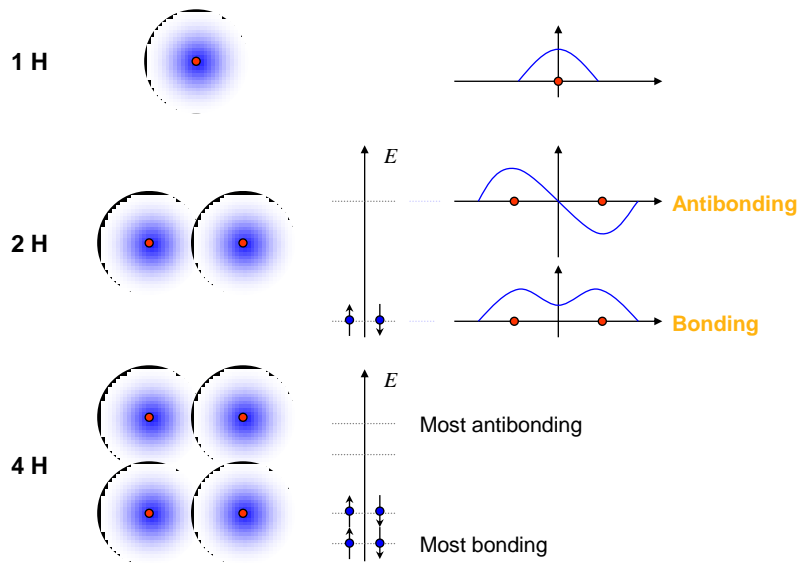 1 H
E
Antibonding
2 H
Bonding
E
Most antibonding
4 H
Most bonding